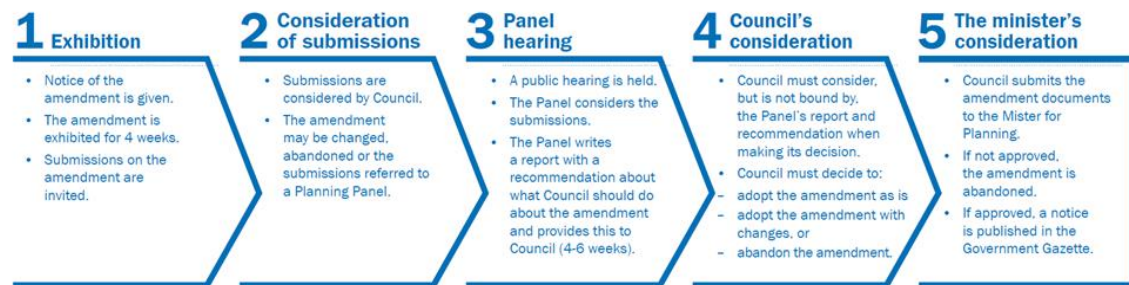 1 Exhibition
• Notice of the
amendment is given.
• The amendment is
exhibited for 4 weeks.
• Submissions on the
amendment are
invited.
2 Consideration
of submissions
• Submissions are
considered by Council.
• The amendment
may be changed,
abandoned or the
submissions referred to
a Planning Panel.
3 Panel
hearing
• A public hearing is held.
• The Panel considers the
submissions.
• The Panel writes
a report with a
recommendation about
what Council should do
about the amendment
and provides this to
Council (4-6 weeks).
4 Council's
consideration
• Council must consider,
but is not bound by,
the Panel's report and
recommendation when
making its decision.
• Council must decide to:
– adopt the amendment as is
– adopt the amendment with
changes, or
– abandon the amendment.
5 The minister's
consideration
• Council submits the
amendment documents
to the Mister for
Planning.
• If not approved,
the amendment is
abandoned.
• If approved, a notice
is published in the
Government Gazette.